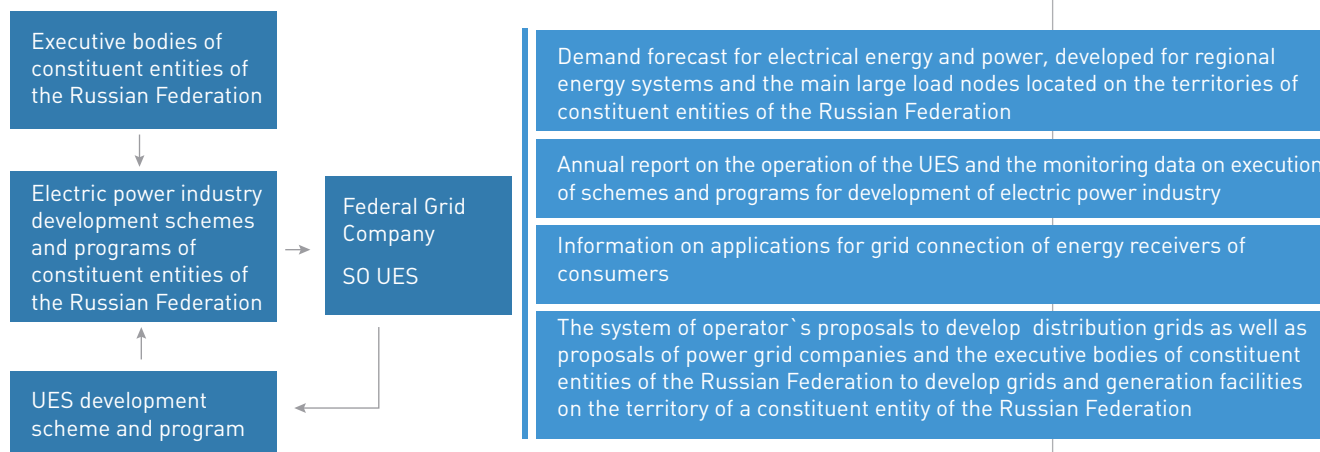 Executive bodies of
constituent entities of
the Russian Federation
Electric power industry
development schemes
and programs of
constituent entities of
the Russian Federation
UES development
scheme and program
Federal Grid
Company
SO UES
Demand forecast for electrical energy and power, developed for regional
energy systems and the main large load nodes located on the territories of
constituent entities of the Russian Federation
Annual report on the operation of the UES and the monitoring data on execution
of schemes and programs for development of electric power industry
Information on applications for grid connection of energy receivers of
consumers
The system of operator`s proposals to develop distribution grids as well as
proposals of power grid companies and the executive bodies of constituent
entities of the Russian Federation to develop grids and generation facilities
on the territory of a constituent entity of the Russian Federation